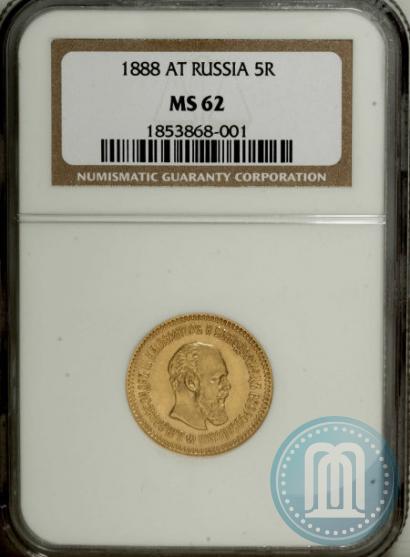 1888 AT RUSSIA 5R
MS 62
1853868-001
NUMISMATIC GUARANTY CORPORATION